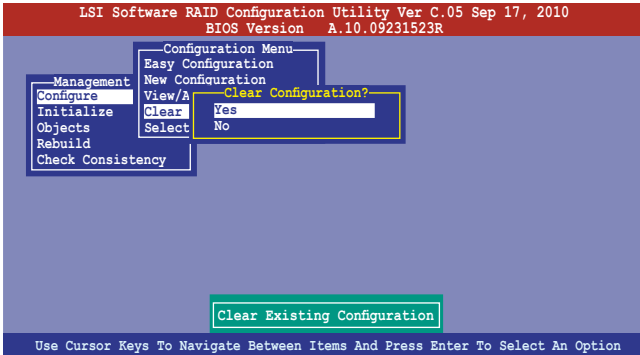 LSI Software RAID Configuration Utility Ver C.05 Sep 17, 2010
BIOS Version A.10.09231523R
Configuration Menu
Easy Configuration
New Configuration
View/A
Clear
Select
Management
Configure
Initialize
Objects
Rebuild
Check Consistency
Clear Configuration?
Yes
No
Clear Existing Configuration
Use Cursor Keys To Navigate Between Items And Press Enter To Select An Option